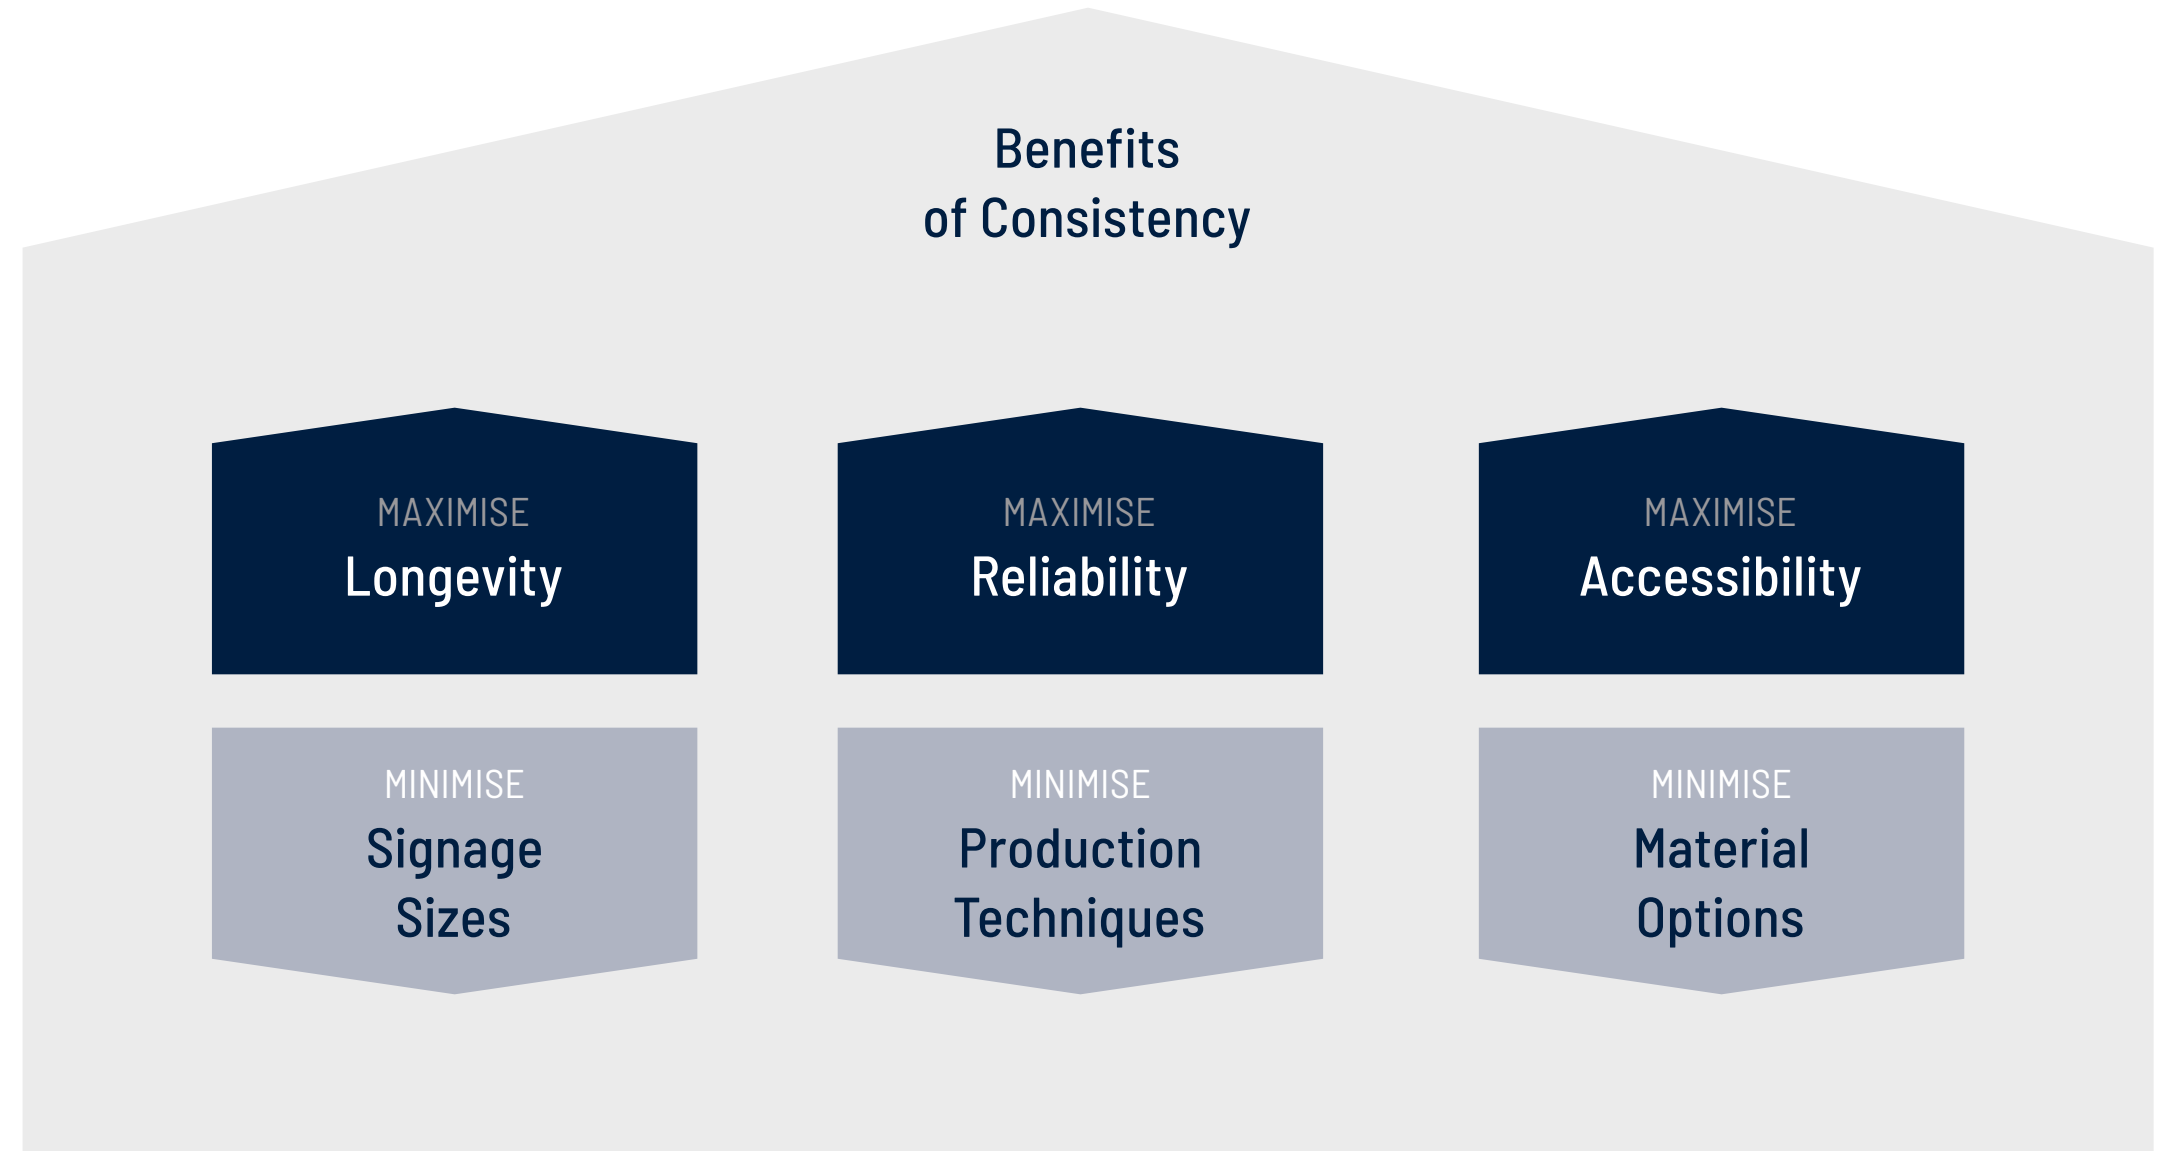 Benefits
of Consistency
MAXIMISE
Longevity
MAXIMISE
Reliability
MAXIMISE
Accessibility
MINIMISE
Signage
Sizes
MINIMISE
Production
Techniques
MINIMISE
Material
Options